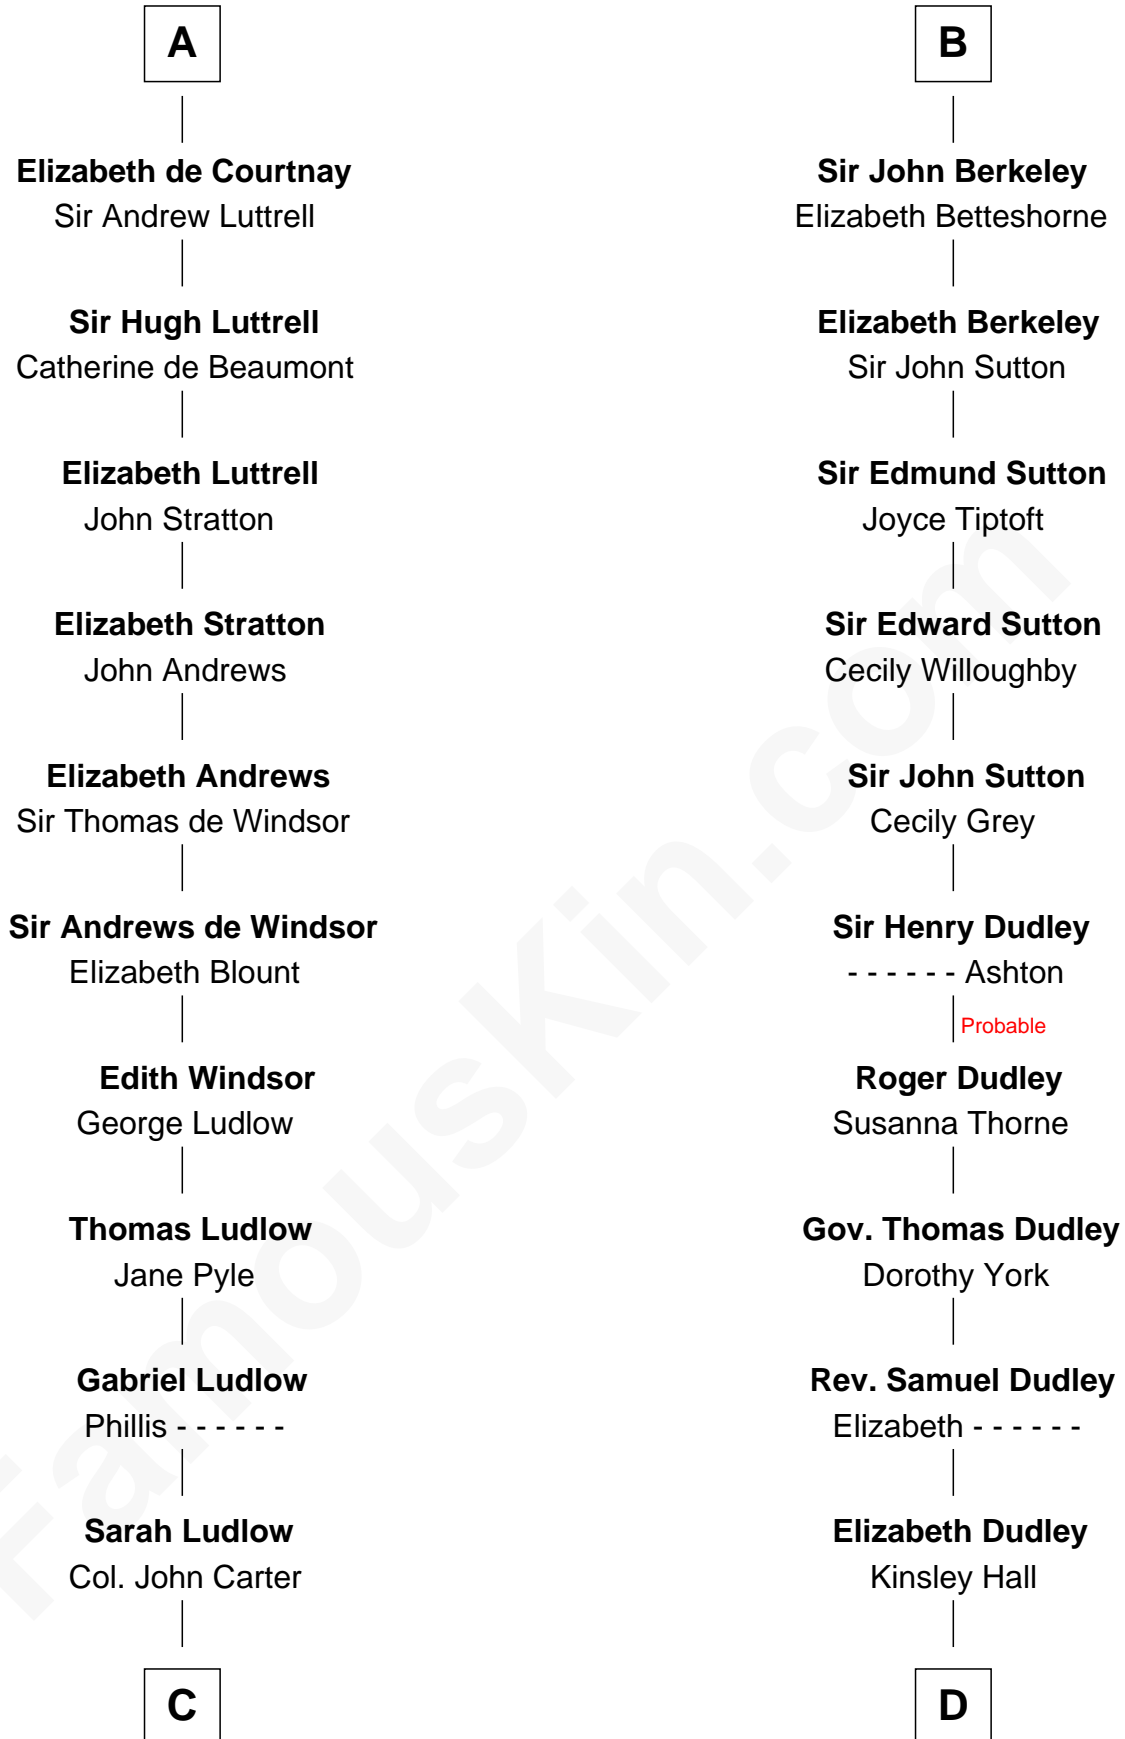 A
Elizabeth de Courtnay
Sir Andrew Luttrell
Sir Hugh Luttrell
Catherine de Beaumont
Elizabeth Luttrell
John Stratton
Elizabeth Stratton
John Andrews
Elizabeth Andrews
Sir Thomas de Windsor
Sir Andrews de Windsor
Elizabeth Blount
Edith Windsor
George Ludlow
Thomas Ludlow
Jane Pyle
Gabriel Ludlow
Phillis - - - - - -
Sarah Ludlow
Col. John Carter
C
B
Sir John Berkeley
Elizabeth Betteshorne
Elizabeth Berkeley
Sir John Sutton
Sir Edmund Sutton
Joyce Tiptoft
Sir Edward Sutton
Cecily Willoughby
Sir John Sutton
Cecily Grey
Sir Henry Dudley
- - - - - - Ashton
Probable
Roger Dudley
Susanna Thorne
Gov. Thomas Dudley
Dorothy York
Rev. Samuel Dudley
Elizabeth - - - - - -
Elizabeth Dudley
Kinsley Hall
D
FamousKin.com